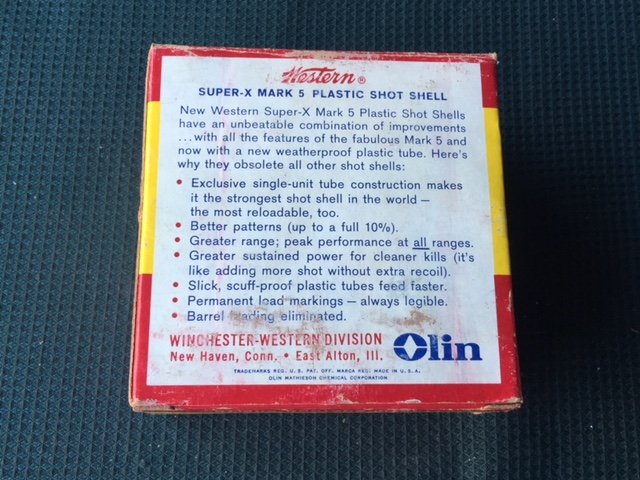 Western®
SUPER-X MARK 5 PLASTIC SHOT SHELL
New Western Super-X Mark 5 Plastic Shot Shells
have an unbeatable combination of improvements
...with all the features of the fabulous Mark 5 and
now with a new weatherproof plastic tube. Here's
why they obsolete all other shot shells:
• Exclusive single-unit tube construction makes
it the strongest shot shell in the world —
the most reloadable, too.
• Better patterns (up to a full 10%).
• Greater range; peak performance at all ranges.
• Greater sustained power for cleaner kills (it's
like adding more shot without extra recoil).
• Slick, scuff-proof plastic tubes feed faster.
• Permanent load markings — always legible.
• Barrel leading eliminated.
WINCHESTER-WESTERN DIVISION
New Haven, Conn. • East Alton, Ill.
Olin
TRADEMARKS REG. U. S. PAT. OFF. MARCA REG. MADE IN U. S. A.
OLIN MATHIESON CHEMICAL CORPORATION